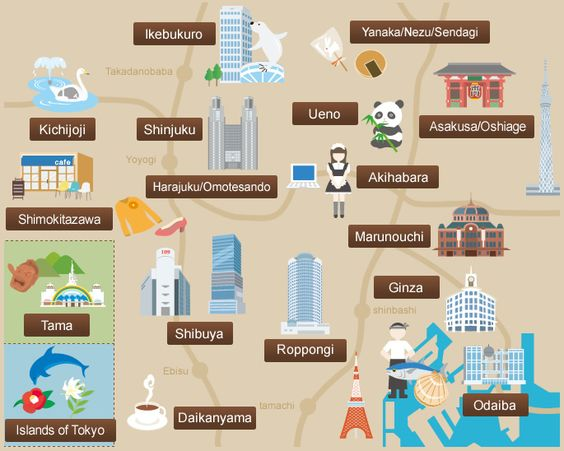 Ikebukuro
Yanaka/Nezu/Sendagi
Takadanobaba
Kichijoji
Shinjuku
Ueno
Asakusa/Oshiage
Yoyogi
cafe
Harajuku/Omotesando
Akihabara
Shimokitazawa
Marunouchi
109
Ginza
Tama
Shibuya
shinbashi
Roppongi
Ebisu
Islands of Tokyo
Daikanyama
tamachi
Odaiba